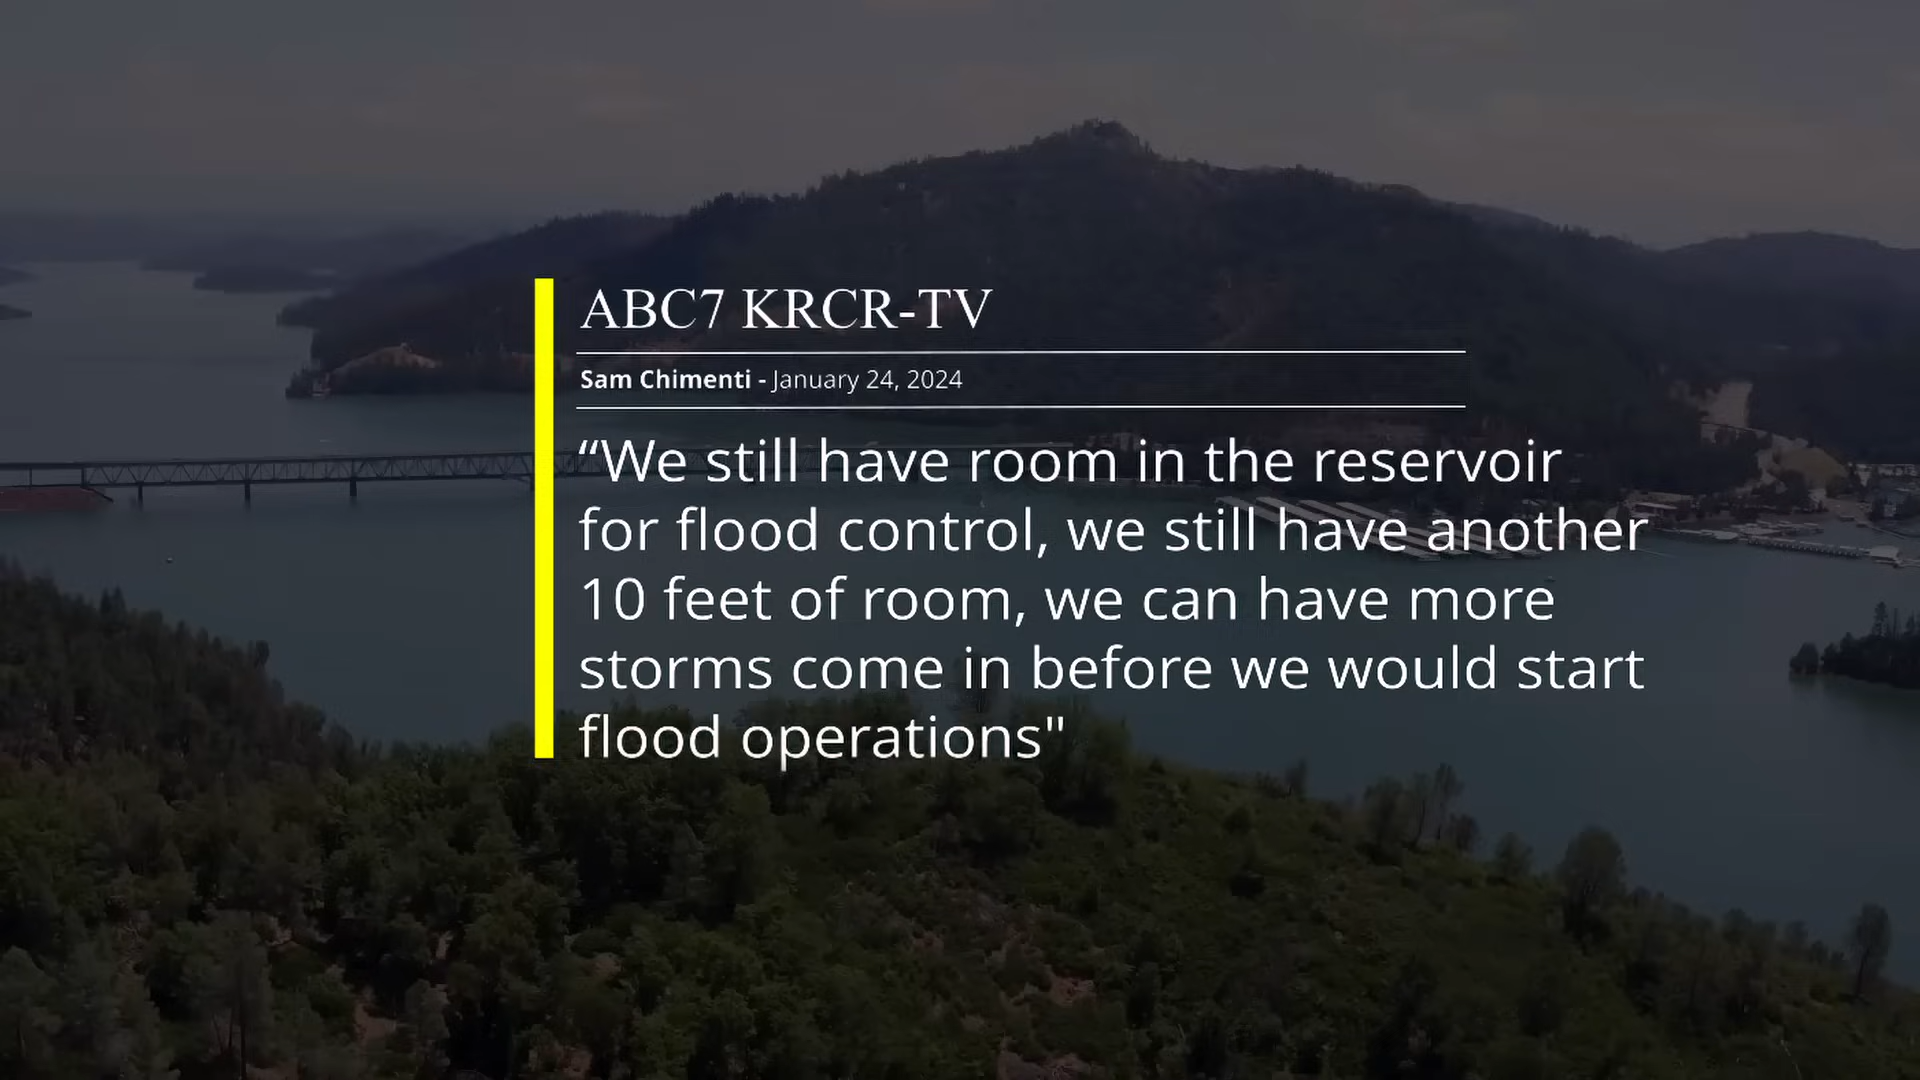 ABC7 KRCR-TV
Sam Chimenti - January 24, 2024
“We still have room in the reservoir
for flood control, we still have another
10 feet of room, we can have more
storms come in before we would start
flood operations"